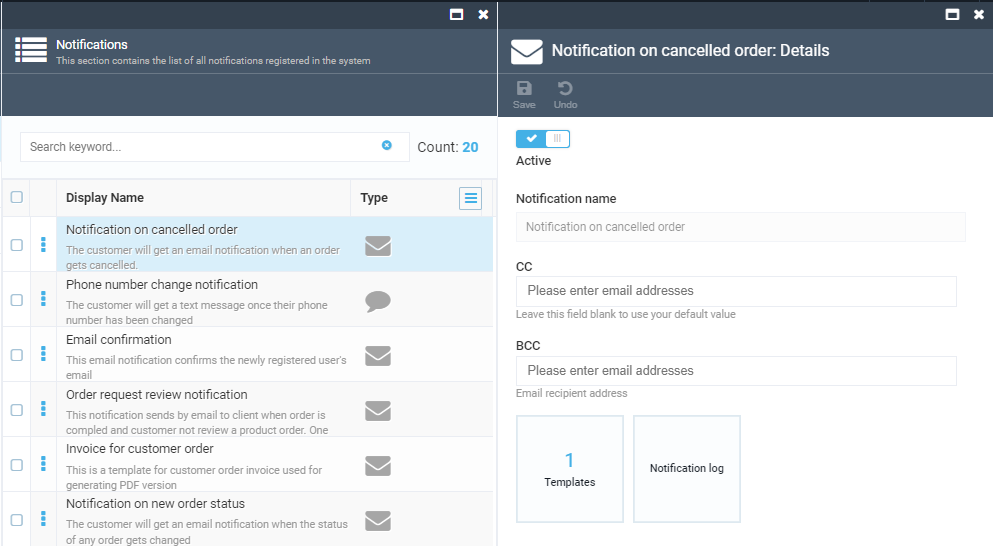 Notifications
This section contains the list of all notifications registered in the system
Search keyword...
Count: 20
Display Name
Type
Notification on cancelled order
The customer will get an email notification when an order
gets cancelled.
Phone number change notification
The customer will get a text message once their phone
number has been changed
Email confirmation
This email notification confirms the newly registered user's
email
Order request review notification
This notification sends by email to client when order is
compled and customer not review a product order. One
Invoice for customer order
This is a template for customer order invoice used for
generating PDF version
Notification on new order status
The customer will get an email notification when the status
of any order gets changed
Notification on cancelled order: Details
Save
Undo
Active
Notification name
Notification on cancelled order
CC
Please enter email addresses
Leave this field blank to use your default value
BCC
Please enter email addresses
Email recipient address
1
Templates
Notification log